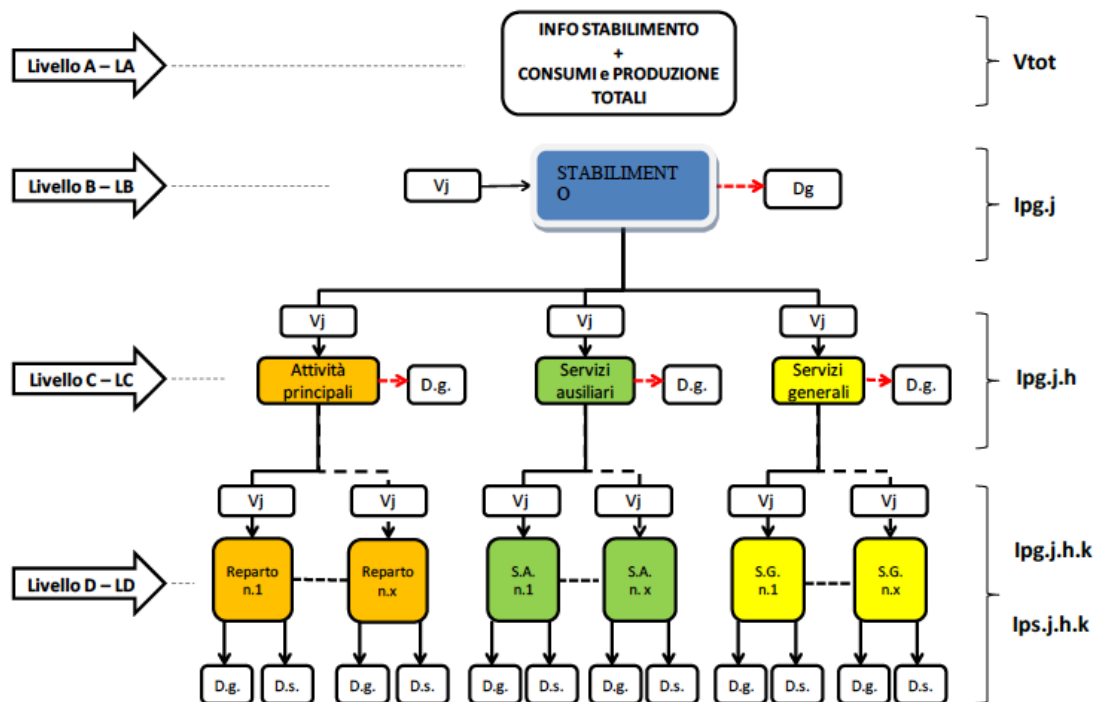 INFO STABILIMENTO
+
CONSUMI e PRODUZIONE
TOTALI
Livello A – LA
Vtot
Livello B – LB
Vj
STABILIMENT
O
Dg
Ipg.j
Vj
Vj
Vj
Livello C – LC
Attività
principali
D.g.
Servizi
ausiliari
D.g.
Servizi
generali
D.g.
Ipg.j.h
Vj
Vj
Vj
Vj
Vj
Vj
Ipg.j.h.k
Livello D – LD
Reparto
n.1
Reparto
n.x
S.A.
n.1
S.A.
n. x
S.G.
n.1
S.G.
n.x
Ips.j.h.k
D.g.
D.s.
D.g.
D.s.
D.g.
D.s.
D.g.
D.s.
D.g.
D.s.
D.g.
D.s.